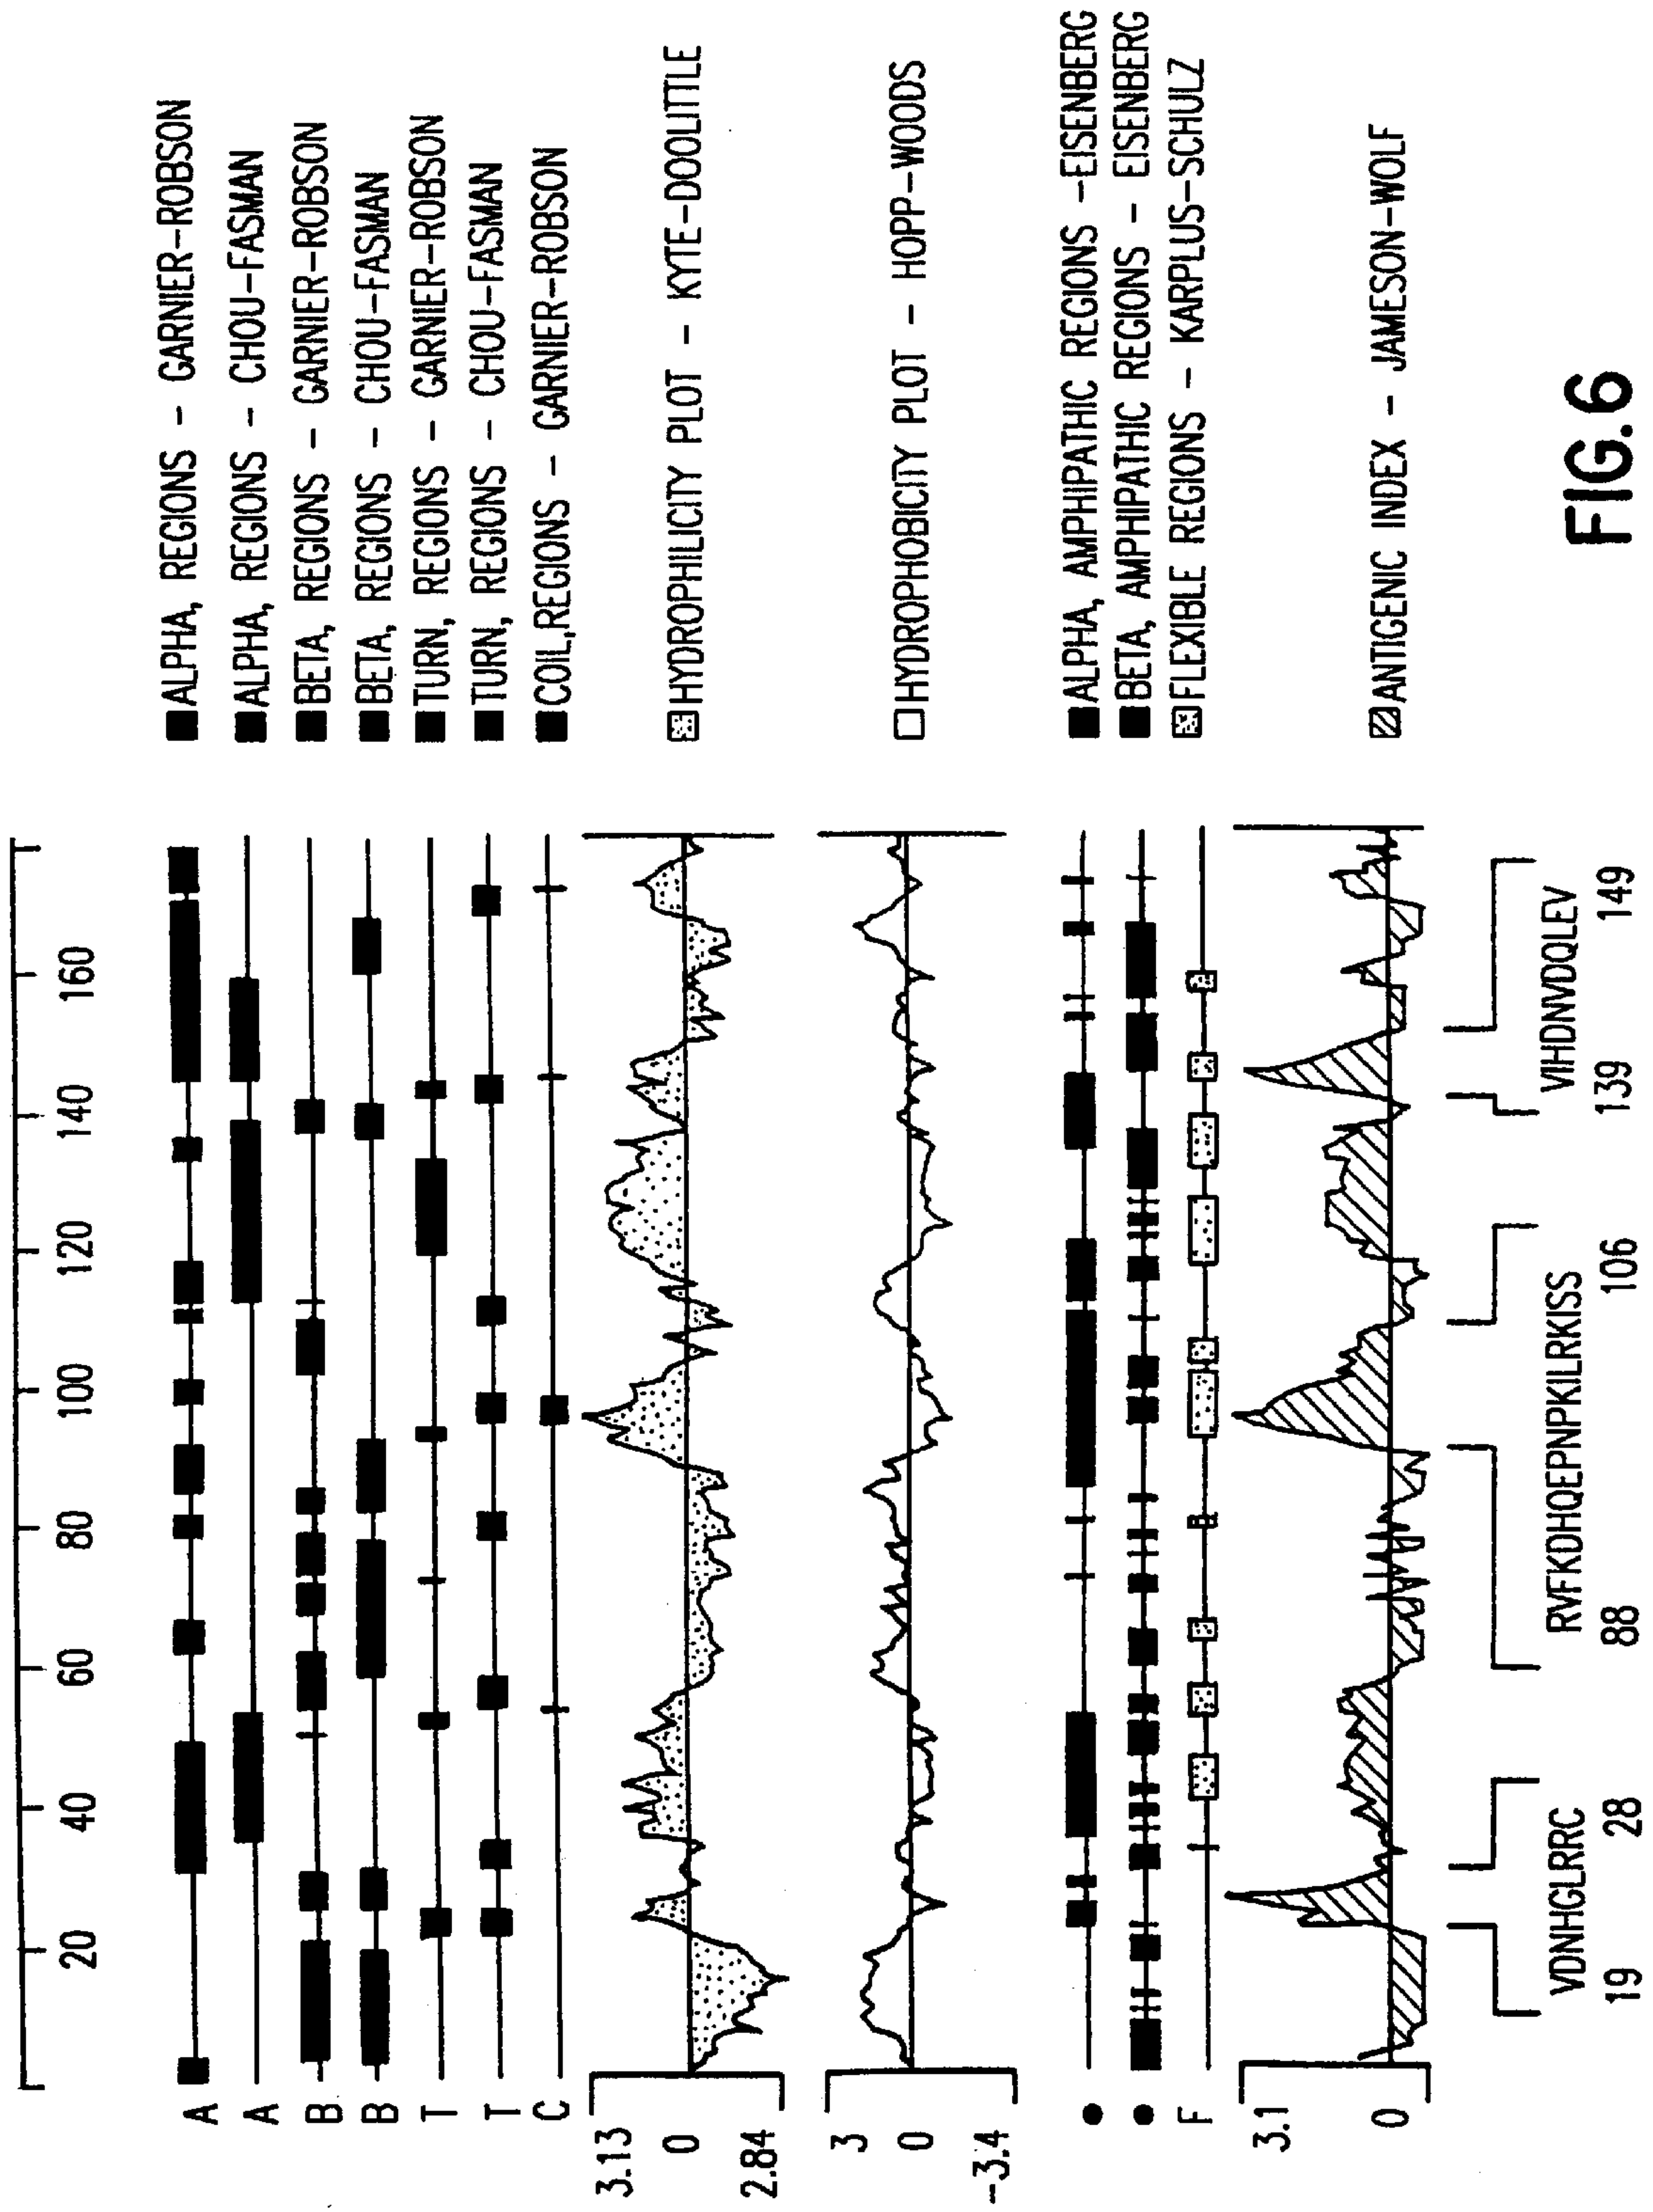 20 40 60 80 100 120 140 160
A ALPHA, REGIONS - GARNIER-ROBSON
A ALPHA, REGIONS - CHOU-FASMAN
B BETA, REGIONS - GARNIER-ROBSON
B BETA, REGIONS - CHOU-FASMAN
T TURN, REGIONS - GARNIER-ROBSON
T TURN, REGIONS - CHOU-FASMAN
C COIL,REGIONS - GARNIER-ROBSON
3.13
0 HYDROPHILICITY PLOT - KYTE-DOOLITTLE
2.84
3
0 HYDROPHOBICITY PLOT - HOPP-WOODS
-3.4
ALPHA, AMPHIPATHIC REGIONS -EISENBERG
BETA, AMPHIPATHIC REGIONS - EISENBERG
F FLEXIBLE REGIONS - KARPLUS-SCHULZ
3.1
0 ANTIGENIC INDEX - JAMESON-WOLF
VDNHGLRRC RVFKDHQEPNPKILRKISS VIHDNVDQLEV
19 28 88 106 139 149
FIG.6